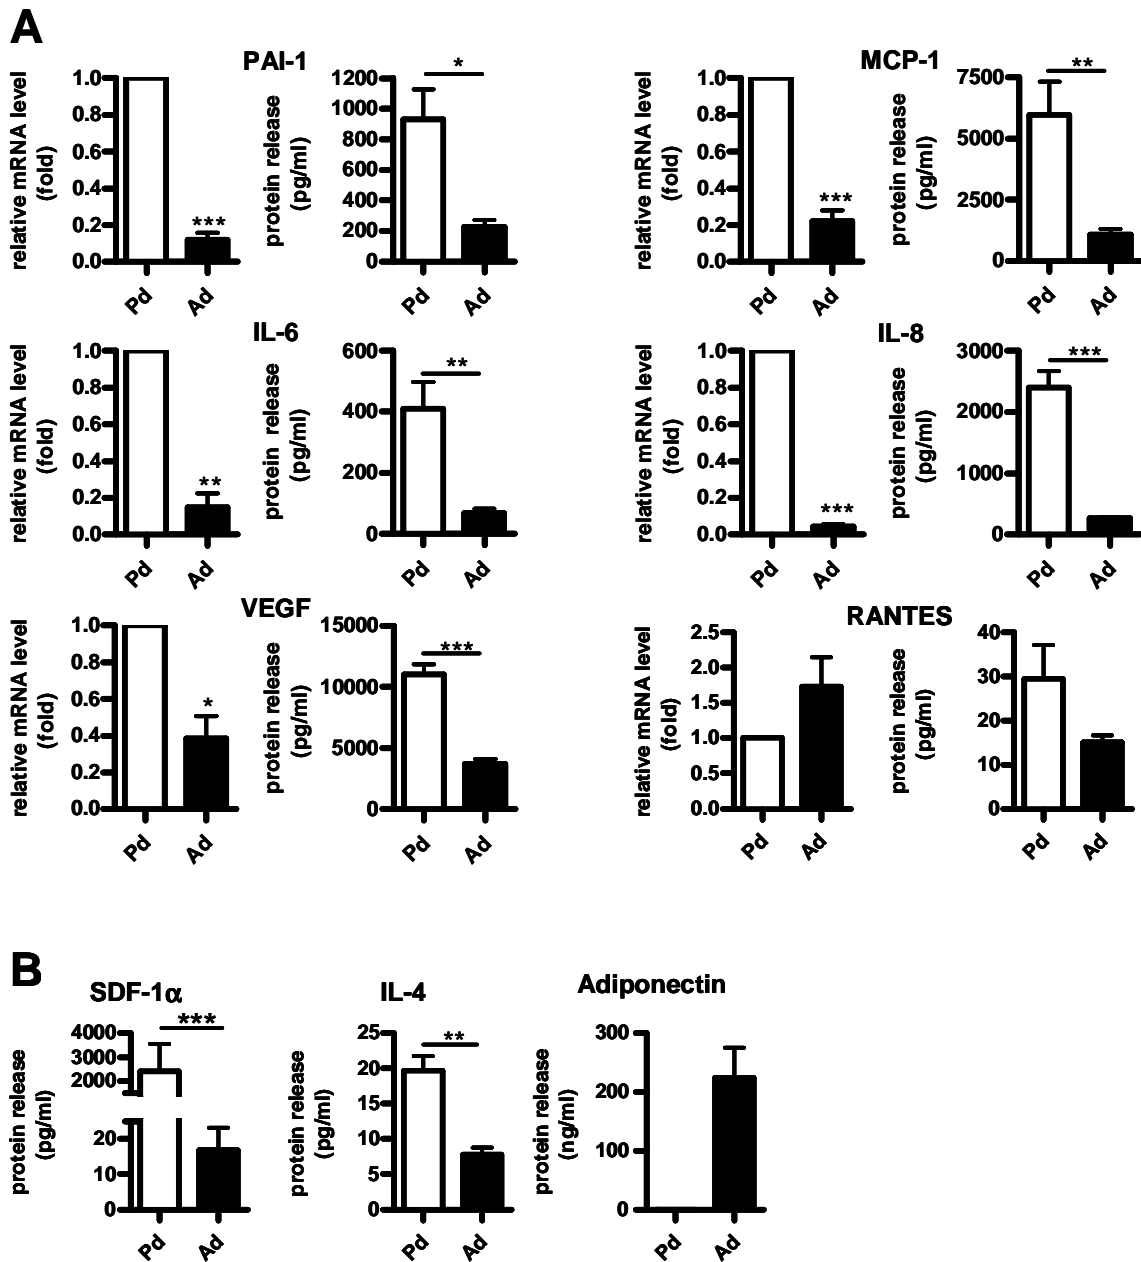 A
PAI-1
relative mRNA level
(fold)
1.0
0.8
0.6
0.4
0.2
0.0
***
Pd
Ad
protein release
(pg/ml)
1200
1000
800
600
400
200
0
*
Pd
Ad
MCP-1
relative mRNA level
(fold)
1.0
0.8
0.6
0.4
0.2
0.0
***
Pd
Ad
protein release
(pg/ml)
7500
5000
2500
0
**
Pd
Ad
IL-6
relative mRNA level
(fold)
1.0
0.8
0.6
0.4
0.2
0.0
**
Pd
Ad
protein release
(pg/ml)
600
400
200
0
**
Pd
Ad
IL-8
relative mRNA level
(fold)
1.0
0.8
0.6
0.4
0.2
0.0
***
Pd
Ad
protein release
(pg/ml)
3000
2000
1000
0
***
Pd
Ad
VEGF
relative mRNA level
(fold)
1.0
0.8
0.6
0.4
0.2
0.0
*
Pd
Ad
protein release
(pg/ml)
15000
10000
5000
0
***
Pd
Ad
RANTES
relative mRNA level
(fold)
2.5
2.0
1.5
1.0
0.5
0.0
Pd
Ad
protein release
(pg/ml)
40
30
20
10
0
Pd
Ad
B
SDF-1α
protein release
(pg/ml)
4000
3000
2000
20
10
0
***
Pd
Ad
IL-4
protein release
(pg/ml)
25
20
15
10
5
0
**
Pd
Ad
Adiponectin
protein release
(ng/ml)
300
200
100
0
Pd
Ad